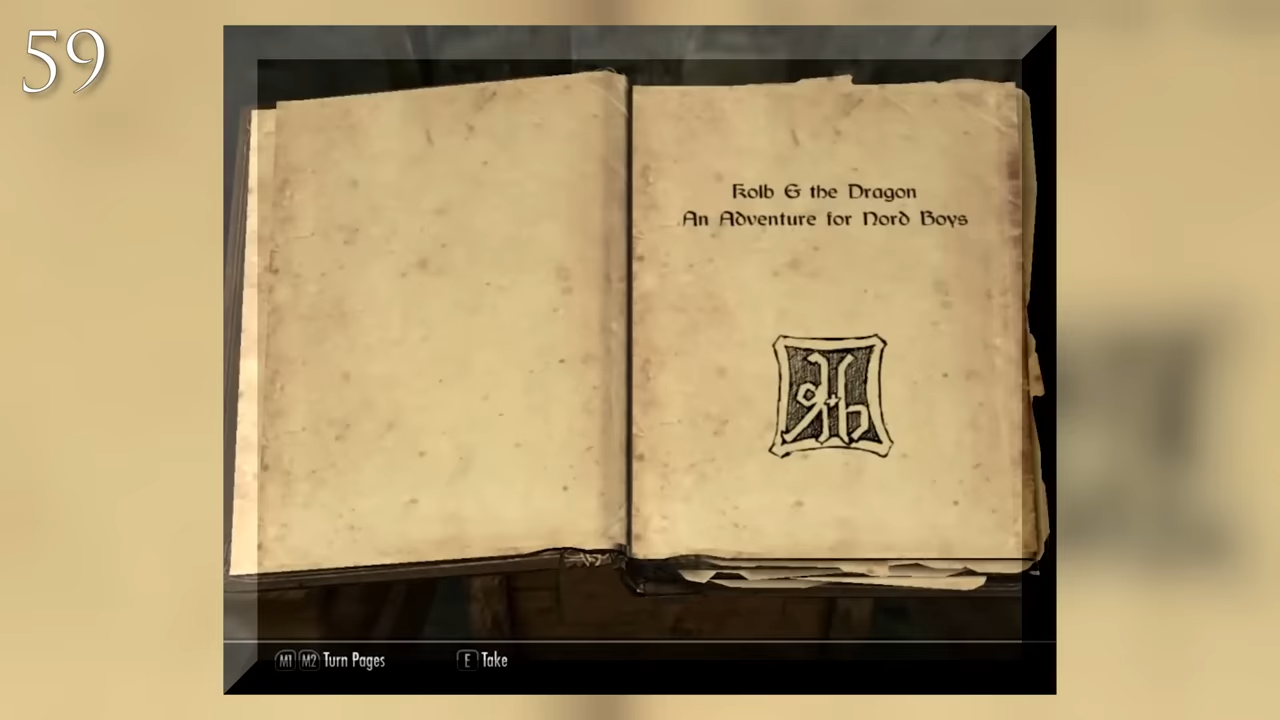 59
Kolb & the Dragon
An Adventure for Nord Boys
M1 M2 Turn Pages
E Take